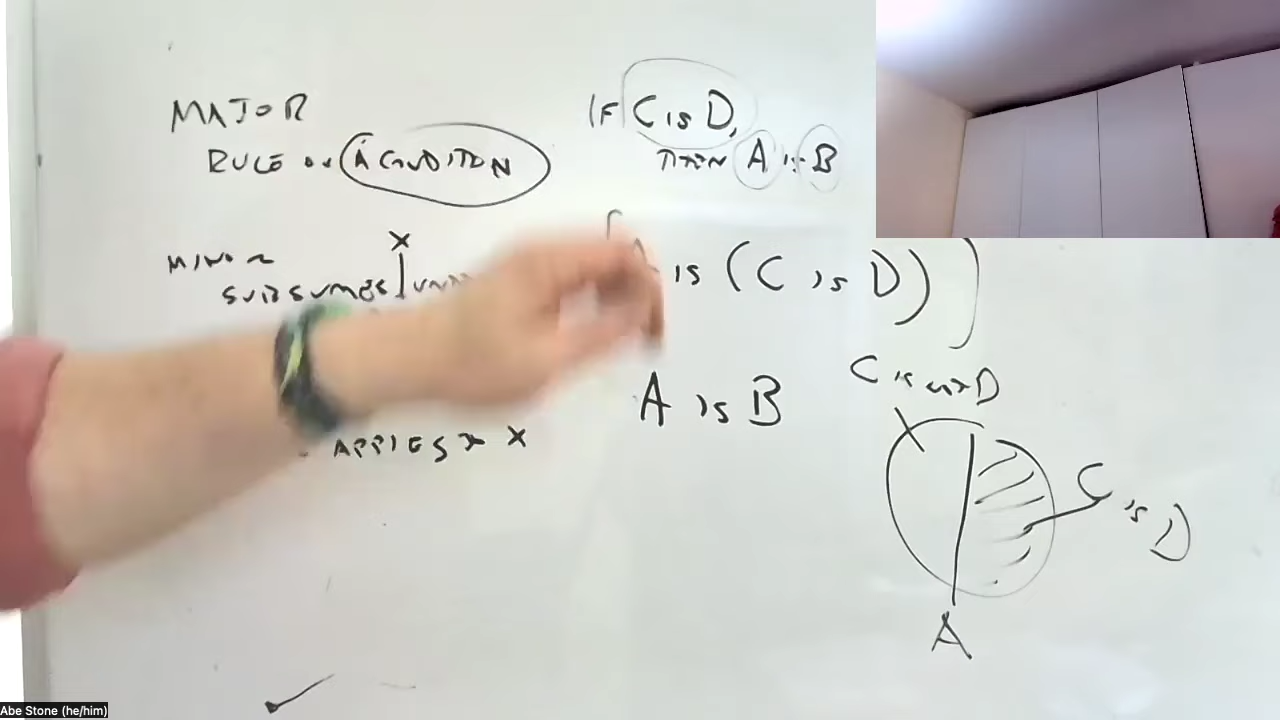 MAJOR
RULE ON A CONDITION
IF C is D,
THEN A is B
MINOR
x
SUBSUMES
is (C is D)
A is B
C is not D
APPLIES TO X
C is D
A
Abe Stone (he/him)